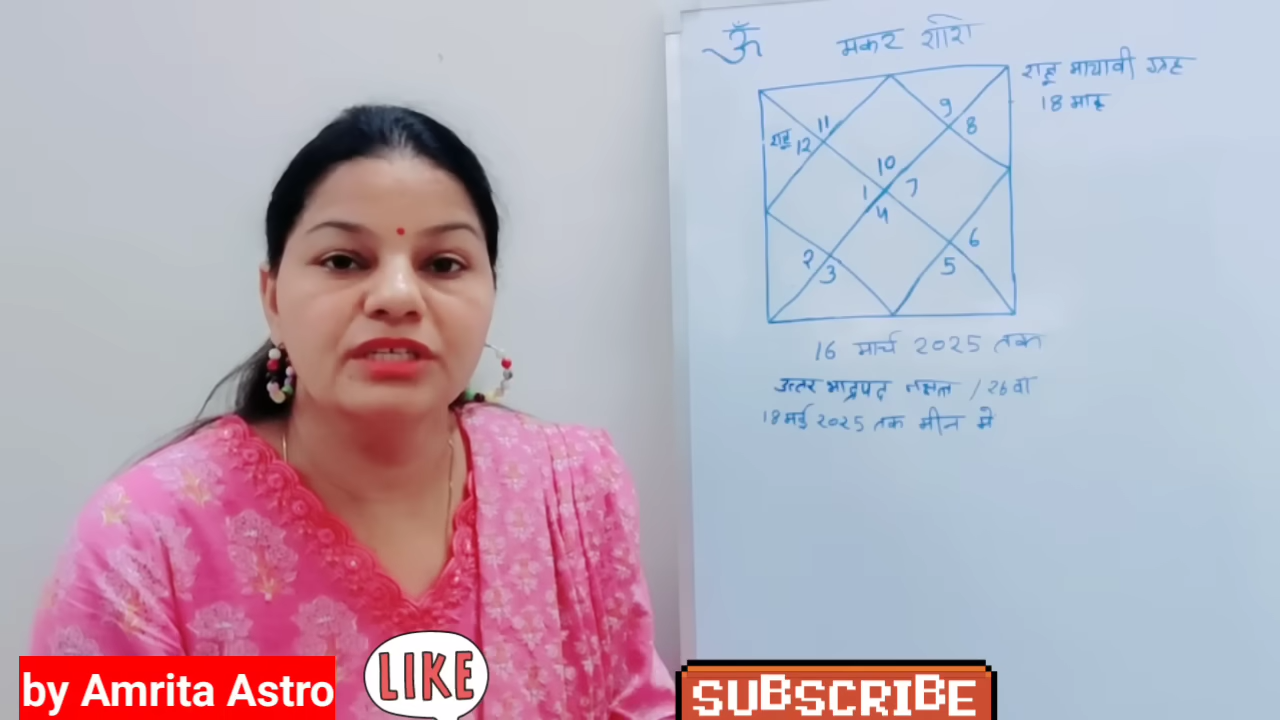 ॐ मकर राशि
राहू मायावी ग्रह
18 माह
9
8
11
राहू 12
10
1 7
4
6
5
2
3
16 मार्च 2025 तक
उत्तर भाद्रपद नक्षत्र / 26 वा
18 मई 2025 तक मीन मे
by Amrita Astro
LIKE
SUBSCRIBE